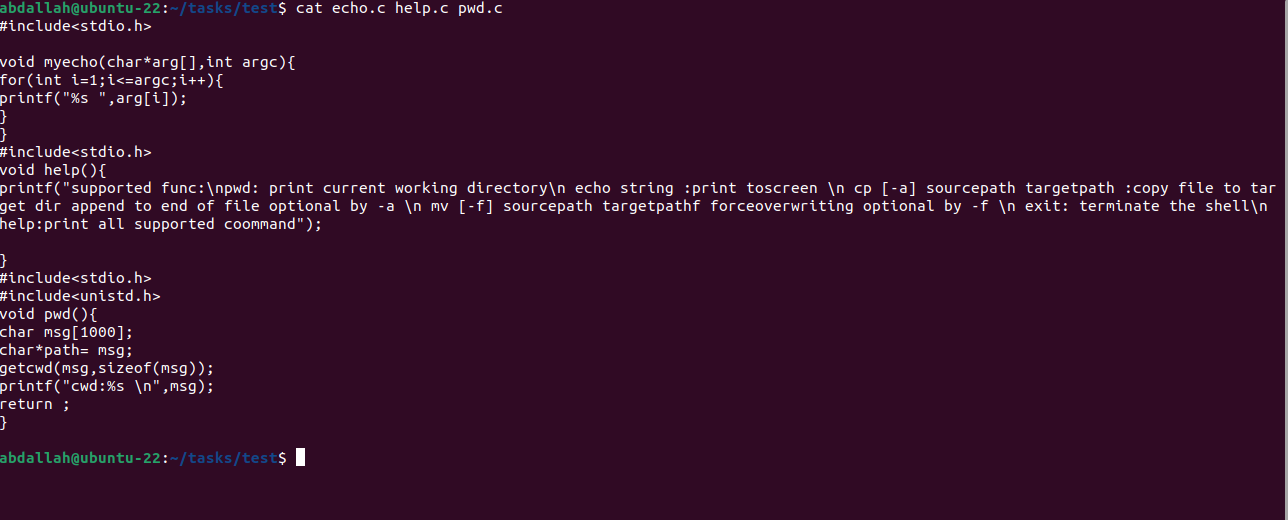 abdallah@ubuntu-22:~/tasks/test$ cat echo.c help.c pwd.c
#include<stdio.h>

void myecho(char*arg[],int argc){
for(int i=1;i<=argc;i++){
printf("%s ",arg[i]);
}
}
#include<stdio.h>
void help(){
printf("supported func:\npwd: print current working directory\n echo string :print toscreen \n cp [-a] sourcepath targetpath :copy file to tar
get dir append to end of file optional by -a \n mv [-f] sourcepath targetpathf forceoverwriting optional by -f \n exit: terminate the shell\n
help:print all supported coommand");

}
#include<stdio.h>
#include<unistd.h>
void pwd(){
char msg[1000];
char*path= msg;
getcwd(msg,sizeof(msg));
printf("cwd:%s \n",msg);
return ;
}

abdallah@ubuntu-22:~/tasks/test$